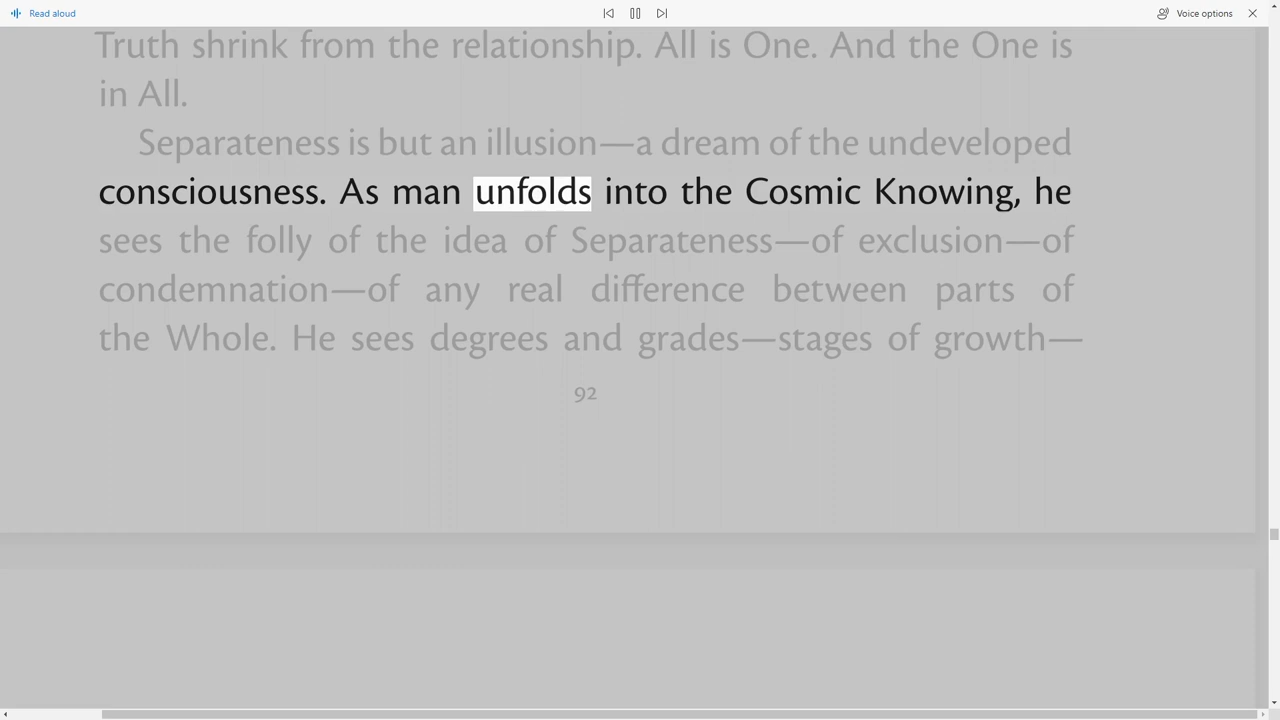 Read aloud
Voice options
Truth shrink from the relationship. All is One. And the One is
in All.
Separateness is but an illusion—a dream of the undeveloped
consciousness. As man unfolds into the Cosmic Knowing, he
sees the folly of the idea of Separateness—of exclusion—of
condemnation—of any real difference between parts of
the Whole. He sees degrees and grades—stages of growth—
92